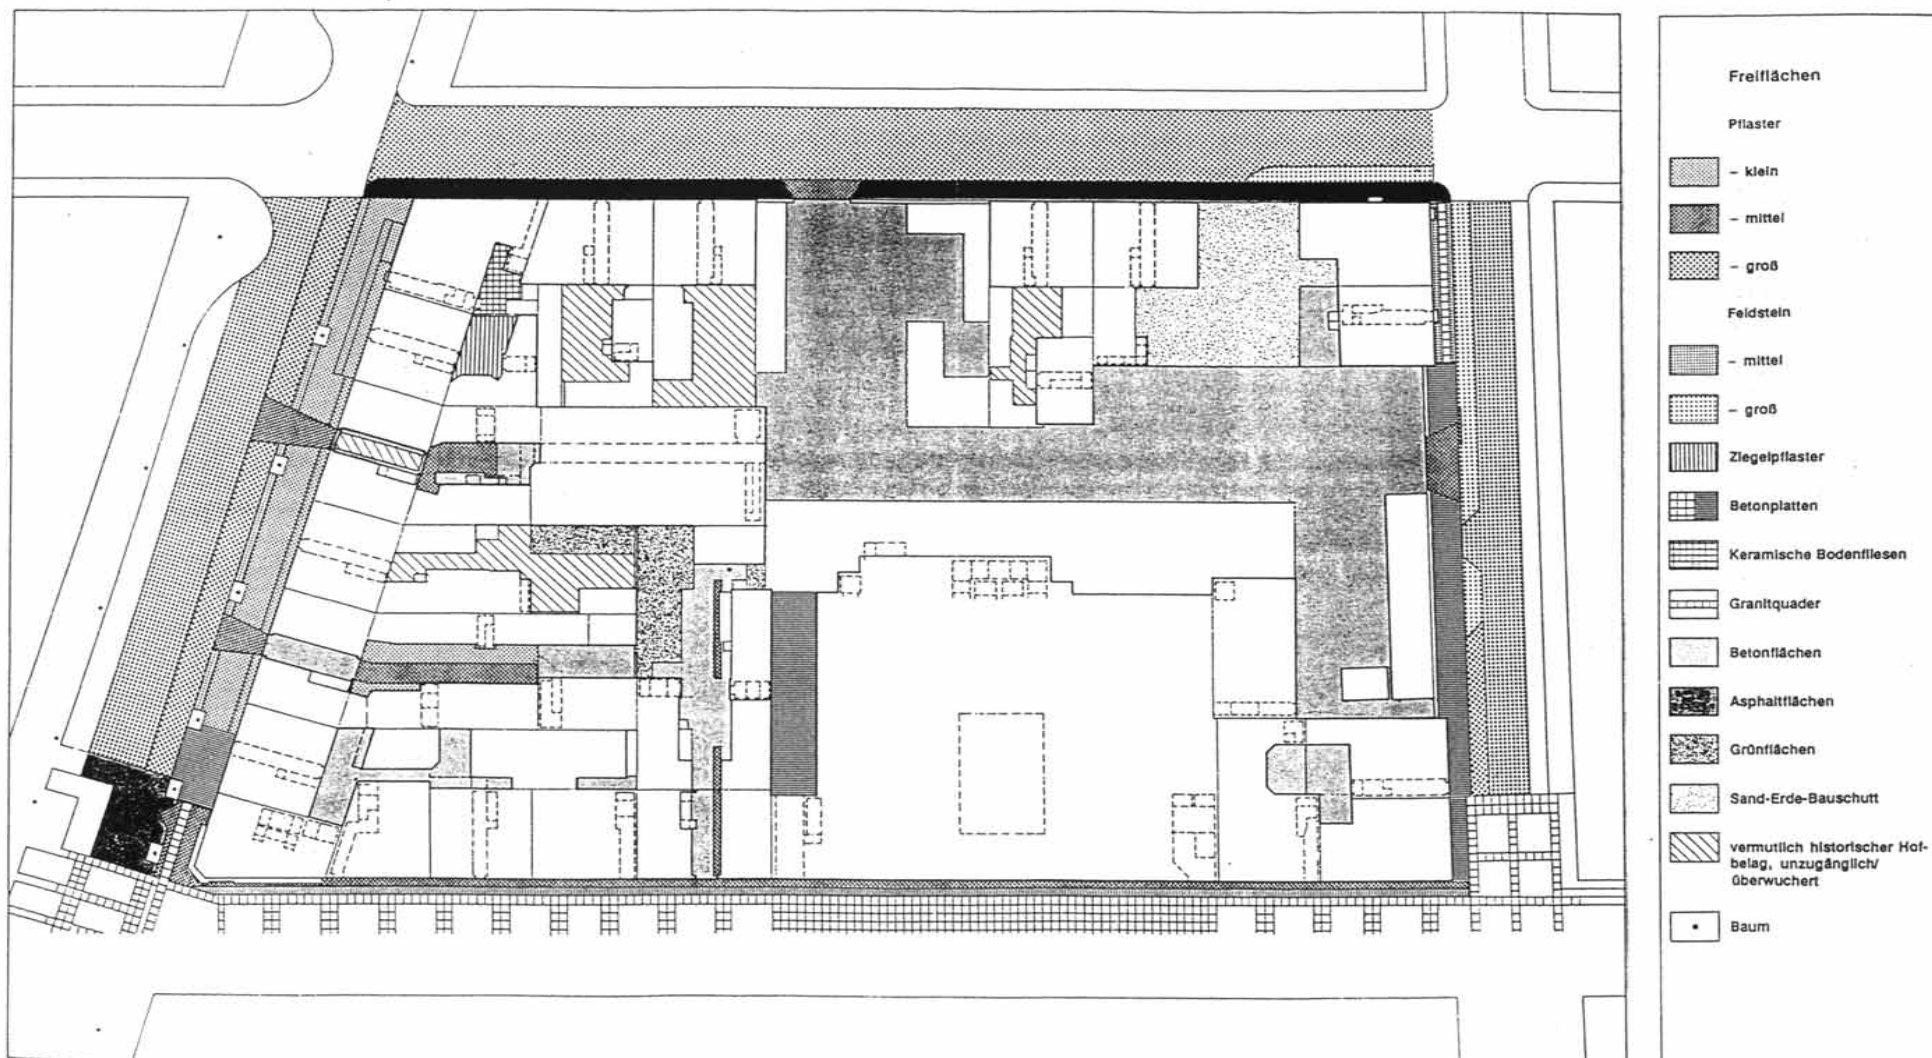 Freiflächen
Pflaster
– klein
– mittel
– groß
Feldstein
– mittel
– groß
Ziegelpflaster
Betonplatten
Keramische Bodenfliesen
Granitquader
Betonflächen
Asphaltflächen
Grünflächen
Sand-Erde-Bauschutt
vermutlich historischer Hof-
belag, unzugänglich/
überwuchert
Baum